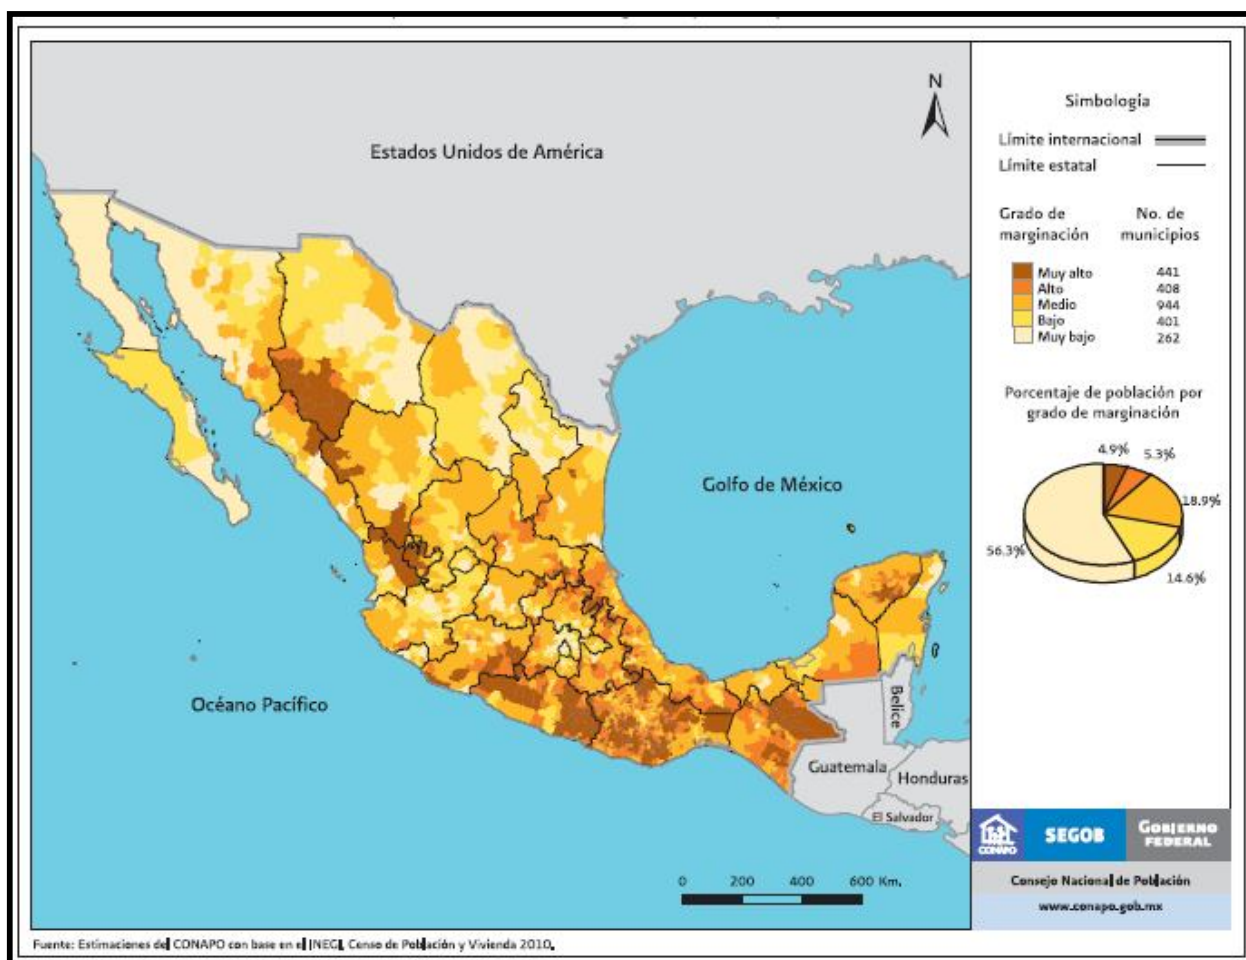 N
Estados Unidos de América
Golfo de México
Océano Pacífico
Belice
Guatemala
Honduras
El Salvador
0 200 400 600 Km.
Simbología
Límite internacional
Límite estatal
Grado de marginación No. de municipios
Muy alto 441
Alto 408
Medio 944
Bajo 401
Muy bajo 262
Porcentaje de población por
grado de marginación
4.9% 5.3%
18.9%
56.3%
14.6%
CONAPO SEGOB GOBIERNO FEDERAL
Consejo Nacional de Población
www.conapo.gob.mx
Fuente: Estimaciones del CONAPO con base en el INEGI, Censo de Población y Vivienda 2010.